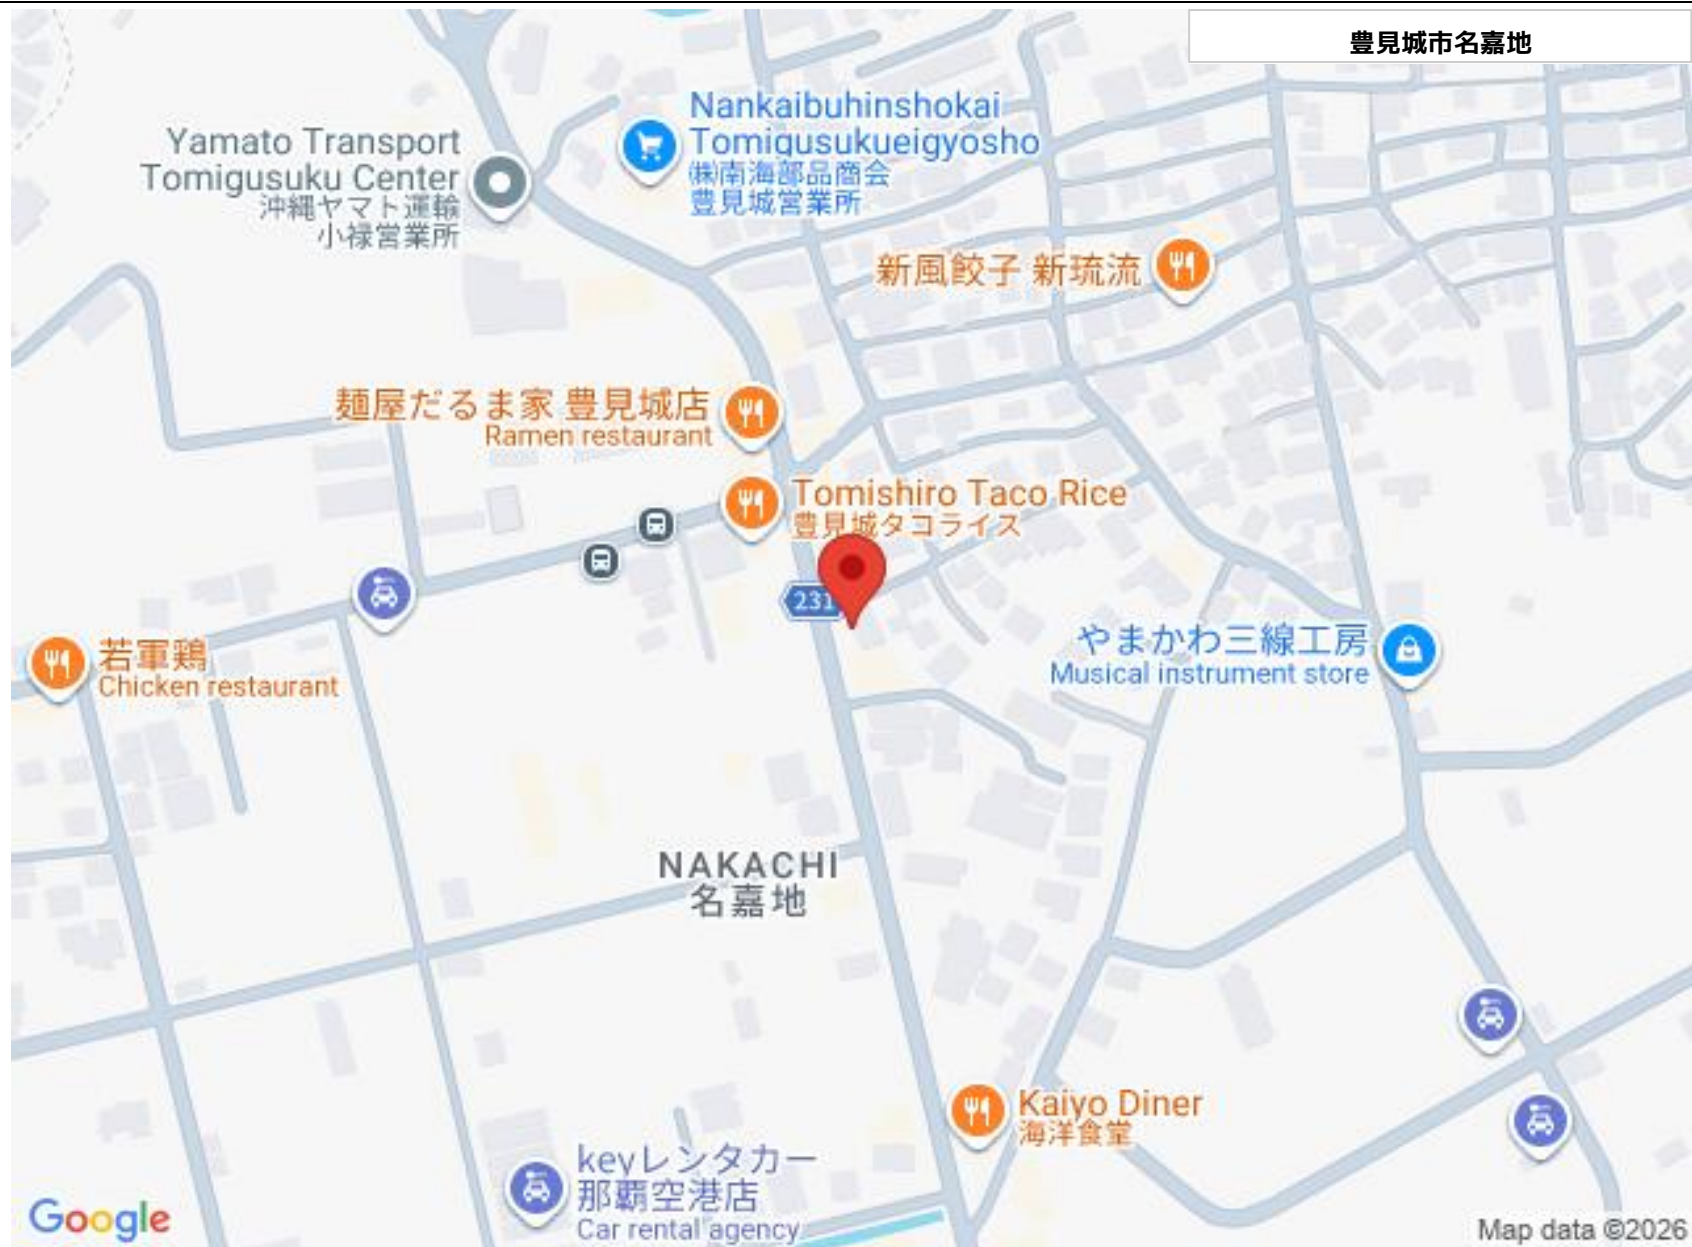 豊見城市名嘉地
Nankaibuhinshokai
Tomigusukueigyosho
㈱南海部品商会
豊見城営業所
Yamato Transport
Tomigusuku Center
沖縄ヤマト運輸
小禄営業所
新風餃子 新琉流
麺屋だるま家 豊見城店
Ramen restaurant
Tomishiro Taco Rice
豊見城タコライス
231
若軍鶏
Chicken restaurant
やまかわ三線工房
Musical instrument store
NAKACHI
名嘉地
Kaiyo Diner
海洋食堂
keyレンタカー
那覇空港店
Car rental agency
Google
Map data ©2026